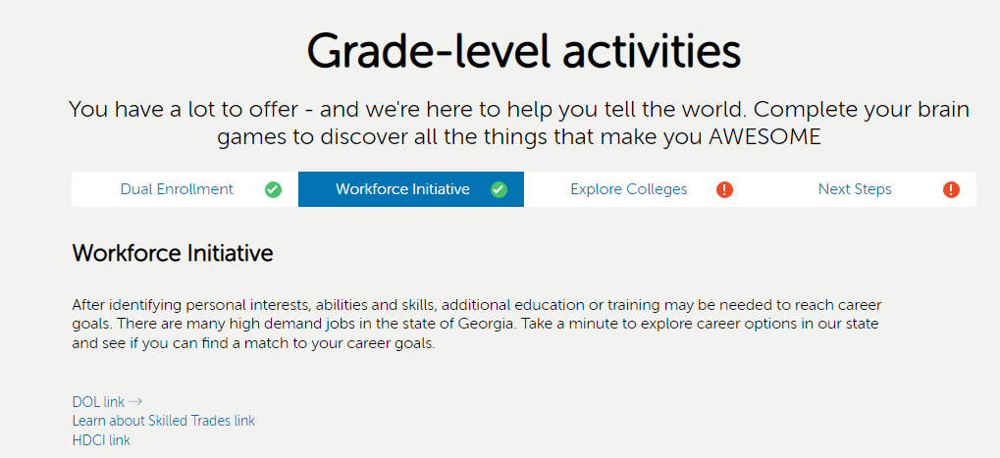 Grade-level activities
You have a lot to offer - and we're here to help you tell the world. Complete your brain
games to discover all the things that make you AWESOME
Dual Enrollment
Workforce Initiative
Explore Colleges
Next Steps
Workforce Initiative
After identifying personal interests, abilities and skills, additional education or training may be needed to reach career
goals. There are many high demand jobs in the state of Georgia. Take a minute to explore career options in our state
and see if you can find a match to your career goals.
DOL link →
Learn about Skilled Trades link
HDCI link